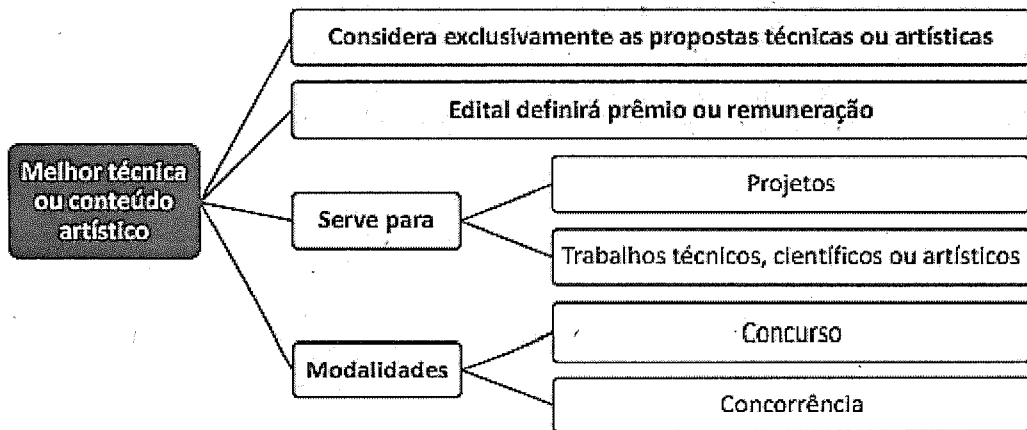 Considera exclusivamente as propostas técnicas ou artísticas
Edital definirá prêmio ou remuneração
Melhor técnica
ou conteúdo
artístico
Serve para
Projetos
Trabalhos técnicos, científicos ou artísticos
Modalidades
Concurso
Concorrência